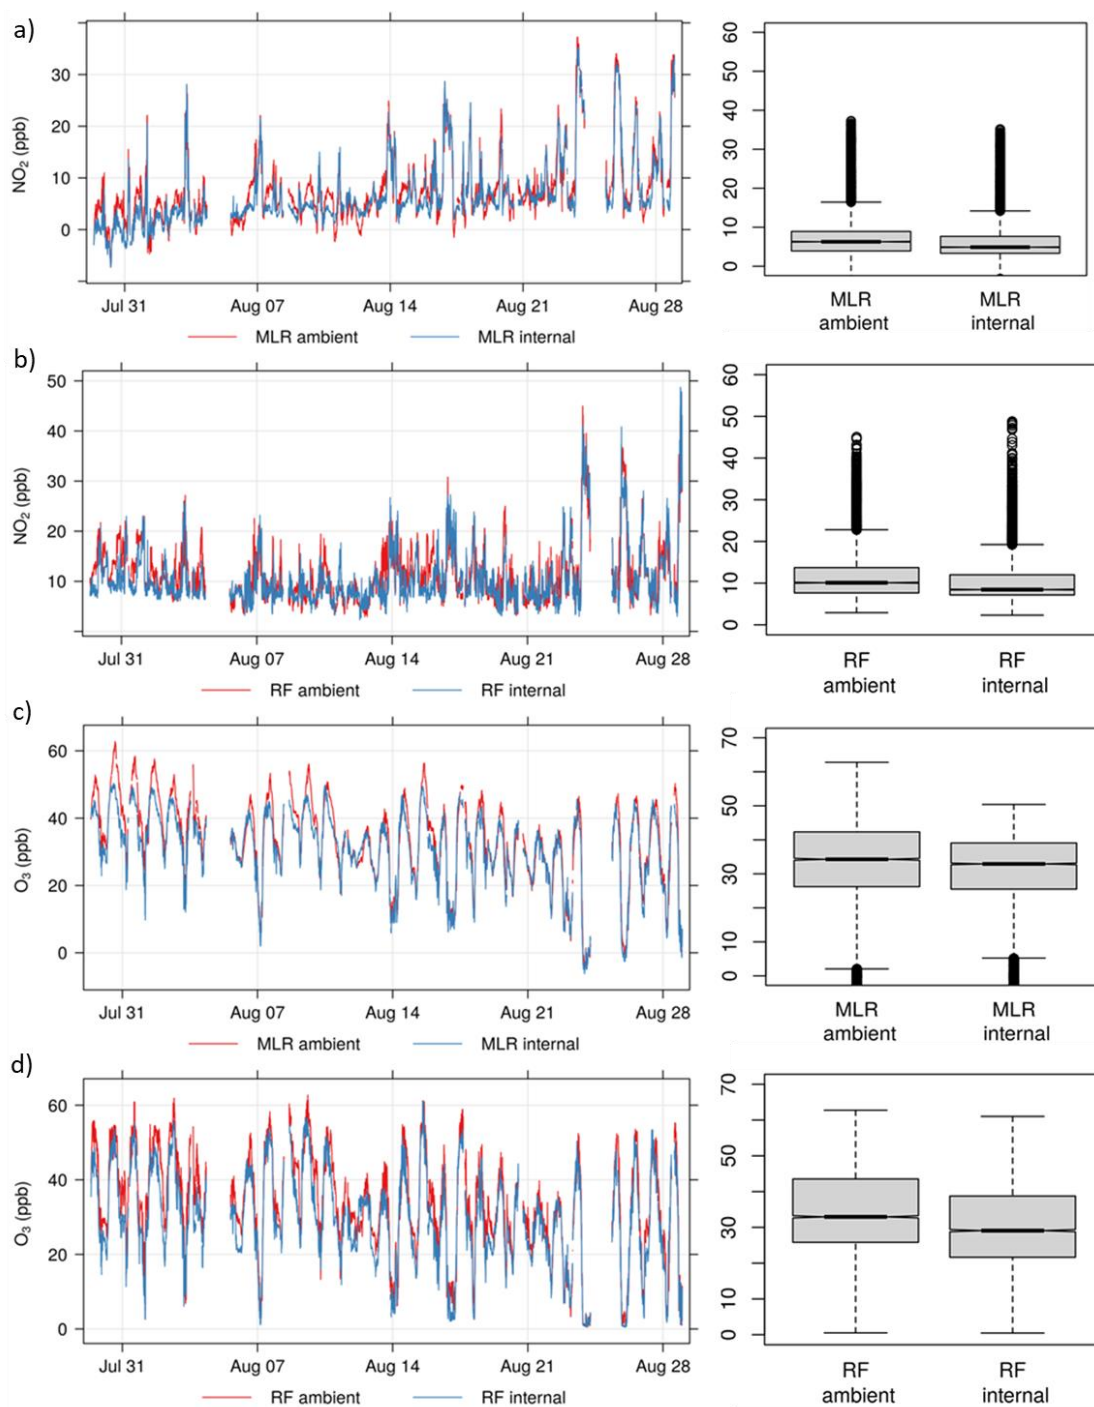 a)
NO₂ (ppb)
30
20
10
0
Jul 31 Aug 07 Aug 14 Aug 21 Aug 28
MLR ambient MLR internal
60
50
40
30
20
10
0
MLR ambient
MLR internal
b)
NO₂ (ppb)
50
40
30
20
10
Jul 31 Aug 07 Aug 14 Aug 21 Aug 28
RF ambient RF internal
60
50
40
30
20
10
0
RF ambient
RF internal
c)
O₃ (ppb)
60
40
20
0
Jul 31 Aug 07 Aug 14 Aug 21 Aug 28
MLR ambient MLR internal
70
50
30
10
0
MLR ambient
MLR internal
d)
O₃ (ppb)
60
40
20
0
Jul 31 Aug 07 Aug 14 Aug 21 Aug 28
RF ambient RF internal
70
50
30
10
0
RF ambient
RF internal